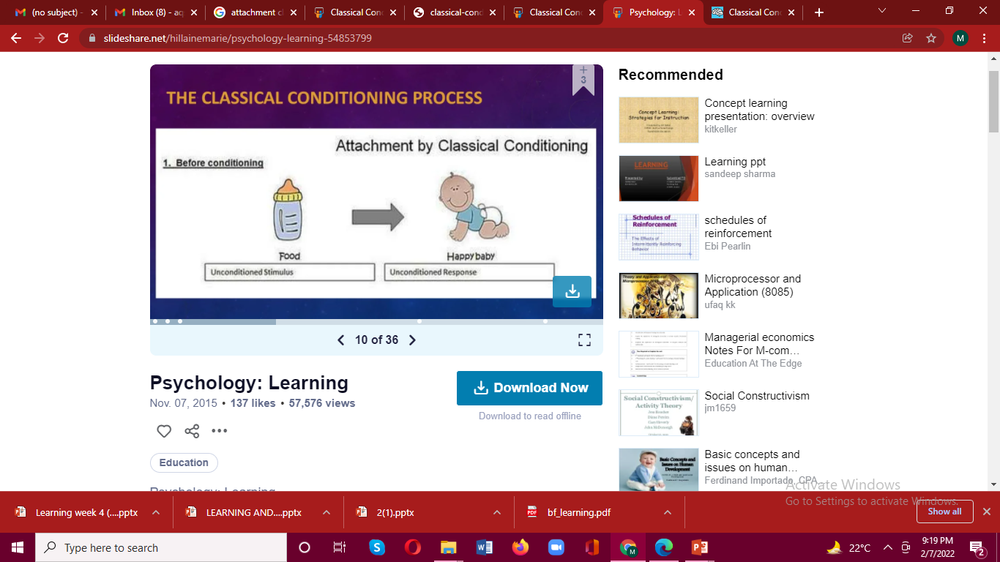 (no subject) -
Inbox (8) - aq
attachment cl
Classical Cond
classical-cond
Classical Cond
Psychology: L
Classical Cond
slideshare.net/hillainemarie/psychology-learning-54853799
M
+
3
THE CLASSICAL CONDITIONING PROCESS
Attachment by Classical Conditioning
1. Before conditioning
Food
Happy baby
Unconditioned Stimulus
Unconditioned Response
10 of 36
Psychology: Learning
Nov. 07, 2015 • 137 likes • 57,576 views
Download Now
Download to read offline
Education
Psychology: Learning
Recommended
Concept Learning:
Strategies for Instruction
Concept learning
presentation: overview
kitkeller
LEARNING
Learning ppt
sandeep sharma
Schedules of
Reinforcement
The Effects of
Intermittently Reinforcing
Behavior
schedules of
reinforcement
Ebi Pearlin
Microprocessor and
Application (8085)
ufaq kk
Managerial economics
Notes For M-com...
Education At The Edge
Social Constructivism/
Activity Theory
Social Constructivism
jm1659
Basic Concepts and
Issues on Human
Development
Basic concepts and
issues on human...
Ferdinand Importado, CPA...
Activate Windows
Go to Settings to activate Windows.
Learning week 4 (....pptx
LEARNING AND....pptx
2(1).pptx
PDF
bf_learning.pdf
Show all
Type here to search
22°C
9:19 PM
2/7/2022
2